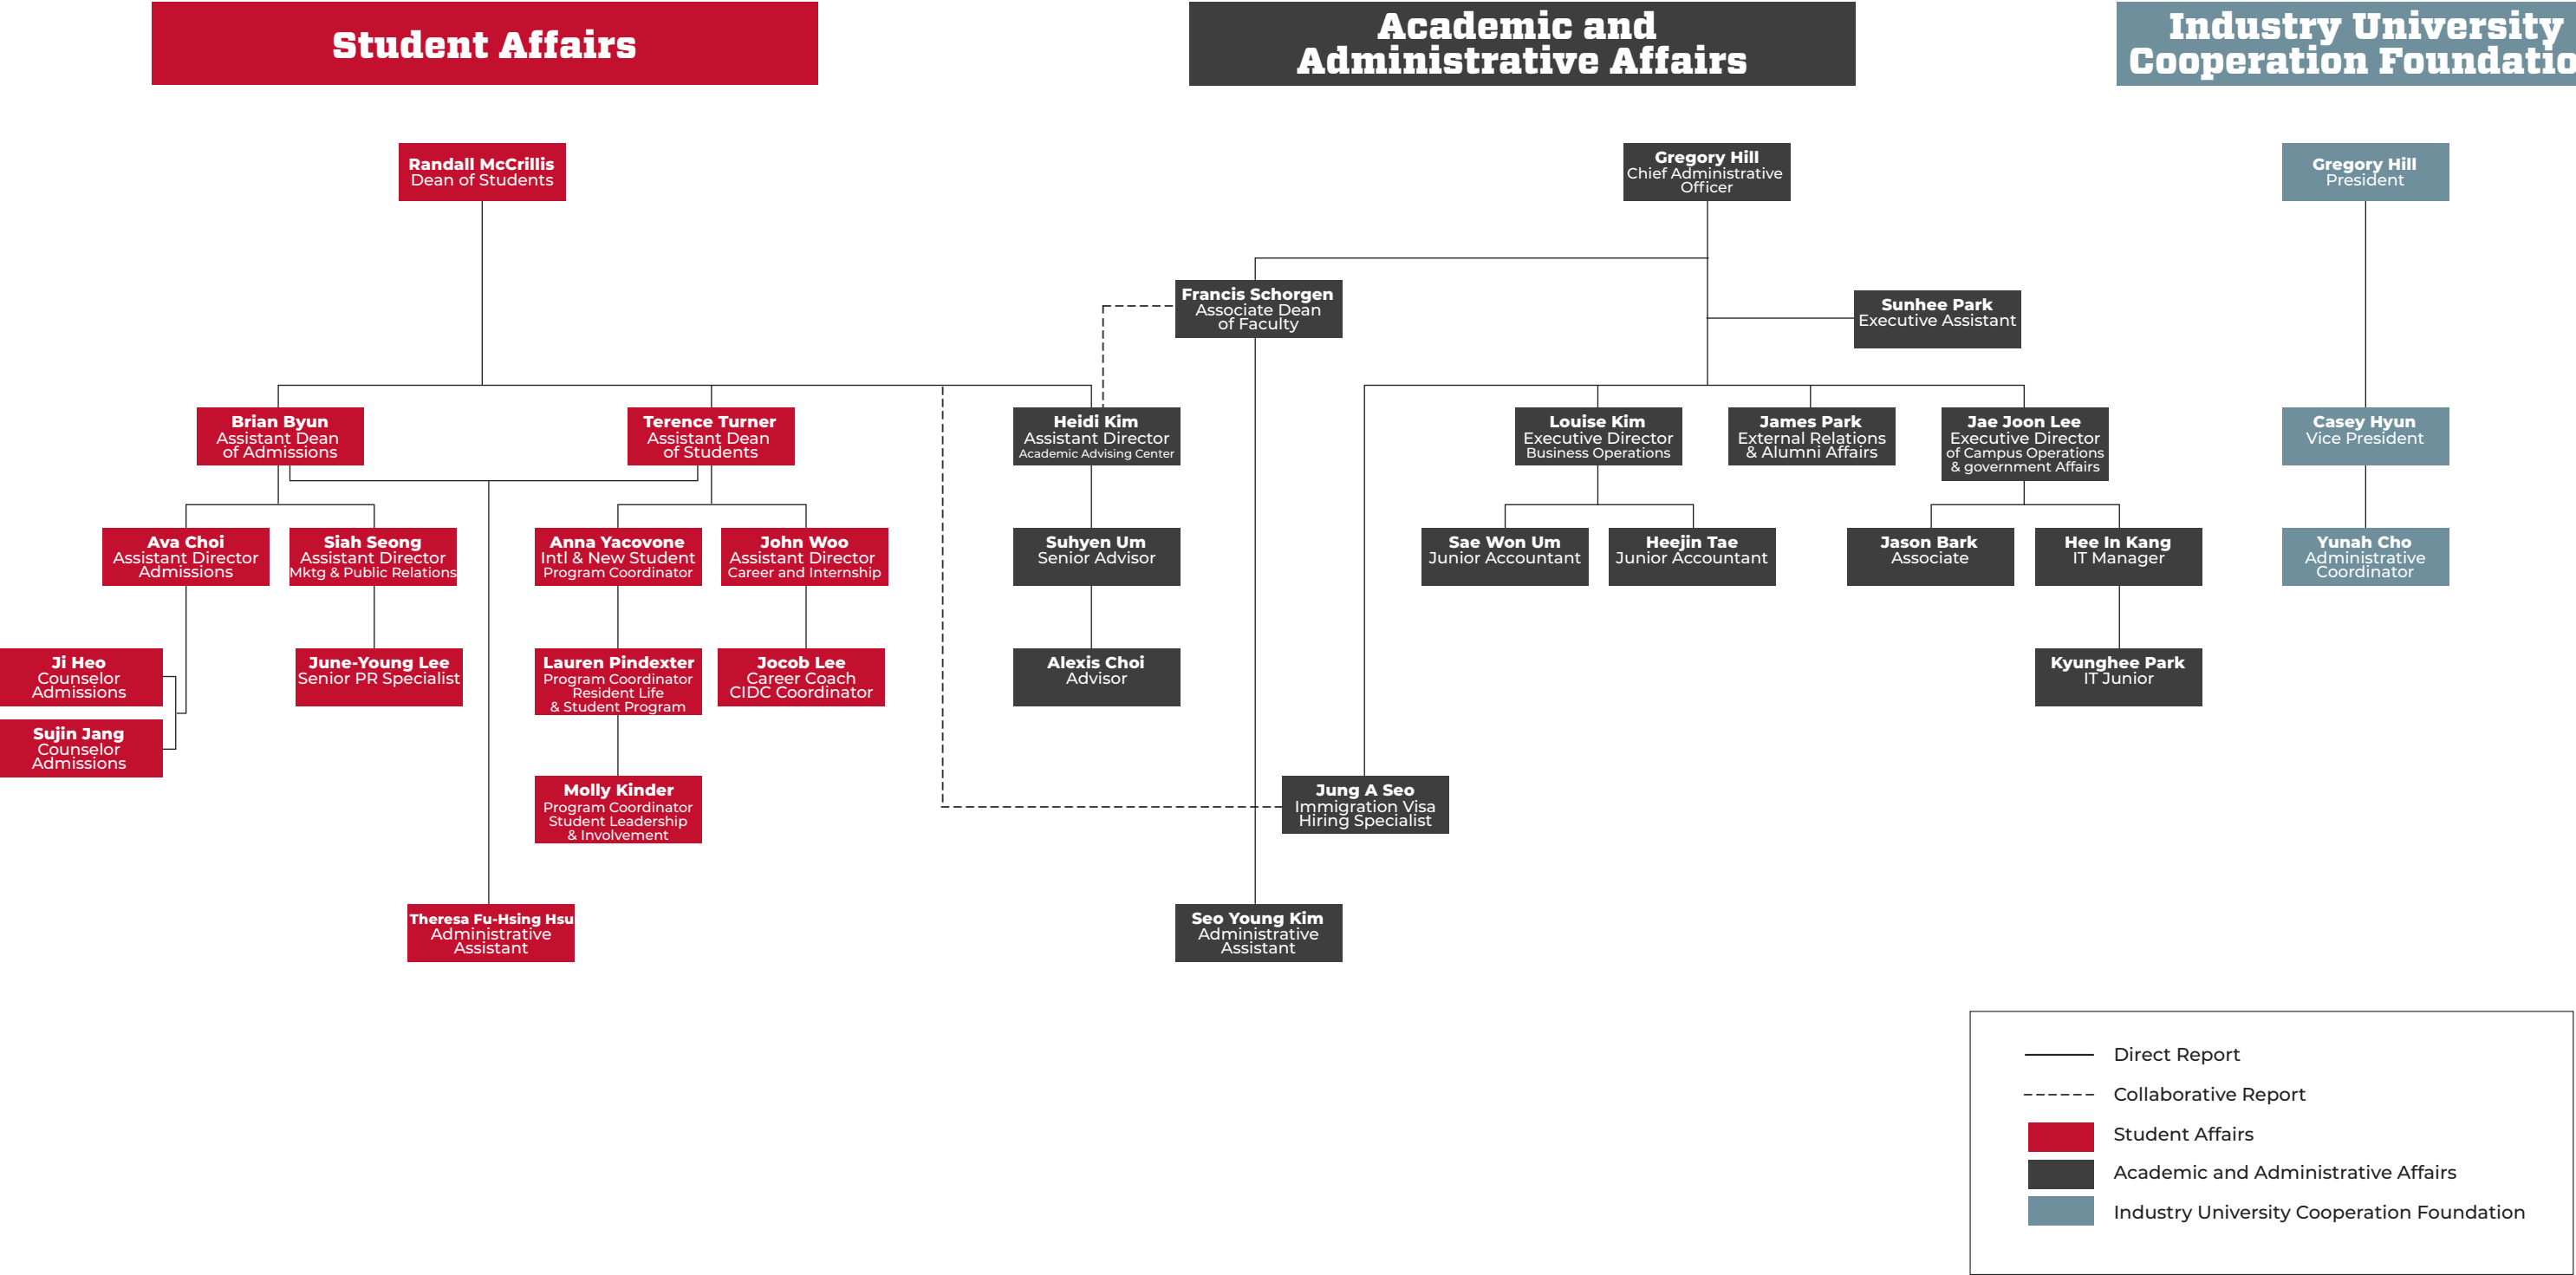 Student Affairs
Academic and
Administrative Affairs
Industry University
Cooperation Foundatio
Randall McCrillis
Dean of Students
Gregory Hill
Chief Administrative
Officer
Gregory Hill
President
Francis Schorgen
Associate Dean
of Faculty
Sunhee Park
Executive Assistant
Brian Byun
Assistant Dean
of Admissions
Terence Turner
Assistant Dean
of Students
Heidi Kim
Assistant Director
Academic Advising Center
Louise Kim
Executive Director
Business Operations
James Park
External Relations
& Alumni Affairs
Jae Joon Lee
Executive Director
of Campus Operations
& government Affairs
Casey Hyun
Vice President
Ava Choi
Assistant Director
Admissions
Siah Seong
Assistant Director
Mktg & Public Relations
Anna Yacovone
Intl & New Student
Program Coordinator
John Woo
Assistant Director
Career and Internship
Suhyen Um
Senior Advisor
Sae Won Um
Junior Accountant
Heejin Tae
Junior Accountant
Jason Bark
Associate
Hee In Kang
IT Manager
Yunah Cho
Administrative
Coordinator
Ji Heo
Counselor
Admissions
June-Young Lee
Senior PR Specialist
Lauren Pindexter
Program Coordinator
Resident Life
& Student Program
Jocob Lee
Career Coach
CIDC Coordinator
Alexis Choi
Advisor
Kyunghee Park
IT Junior
Sujin Jang
Counselor
Admissions
Molly Kinder
Program Coordinator
Student Leadership
& Involvement
Jung A Seo
Immigration Visa
Hiring Specialist
Theresa Fu-Hsing Hsu
Administrative
Assistant
Seo Young Kim
Administrative
Assistant
Direct Report
Collaborative Report
Student Affairs
Academic and Administrative Affairs
Industry University Cooperation Foundation